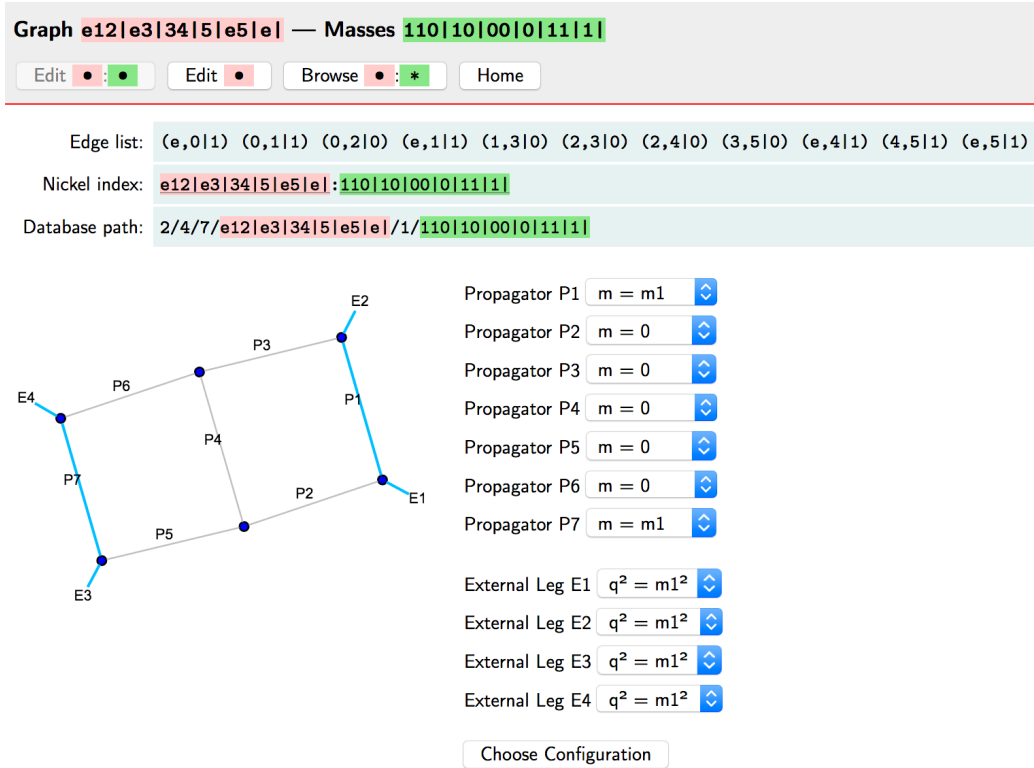 Graph e12|e3|34|5|e5|e| — Masses 110|10|00|0|11|1|
Edit • : • Edit • Browse • : * Home
Edge list: (e,0|1) (0,1|1) (0,2|0) (e,1|1) (1,3|0) (2,3|0) (2,4|0) (3,5|0) (e,4|1) (4,5|1) (e,5|1)
Nickel index: e12|e3|34|5|e5|e|:110|10|00|0|11|1|
Database path: 2/4/7/e12|e3|34|5|e5|e|/1/110|10|00|0|11|1|
E2
P3
P6
E4
P1
P4
P7
P2
E1
P5
E3
Propagator P1 m = m1
Propagator P2 m = 0
Propagator P3 m = 0
Propagator P4 m = 0
Propagator P5 m = 0
Propagator P6 m = 0
Propagator P7 m = m1
External Leg E1 q² = m1²
External Leg E2 q² = m1²
External Leg E3 q² = m1²
External Leg E4 q² = m1²
Choose Configuration